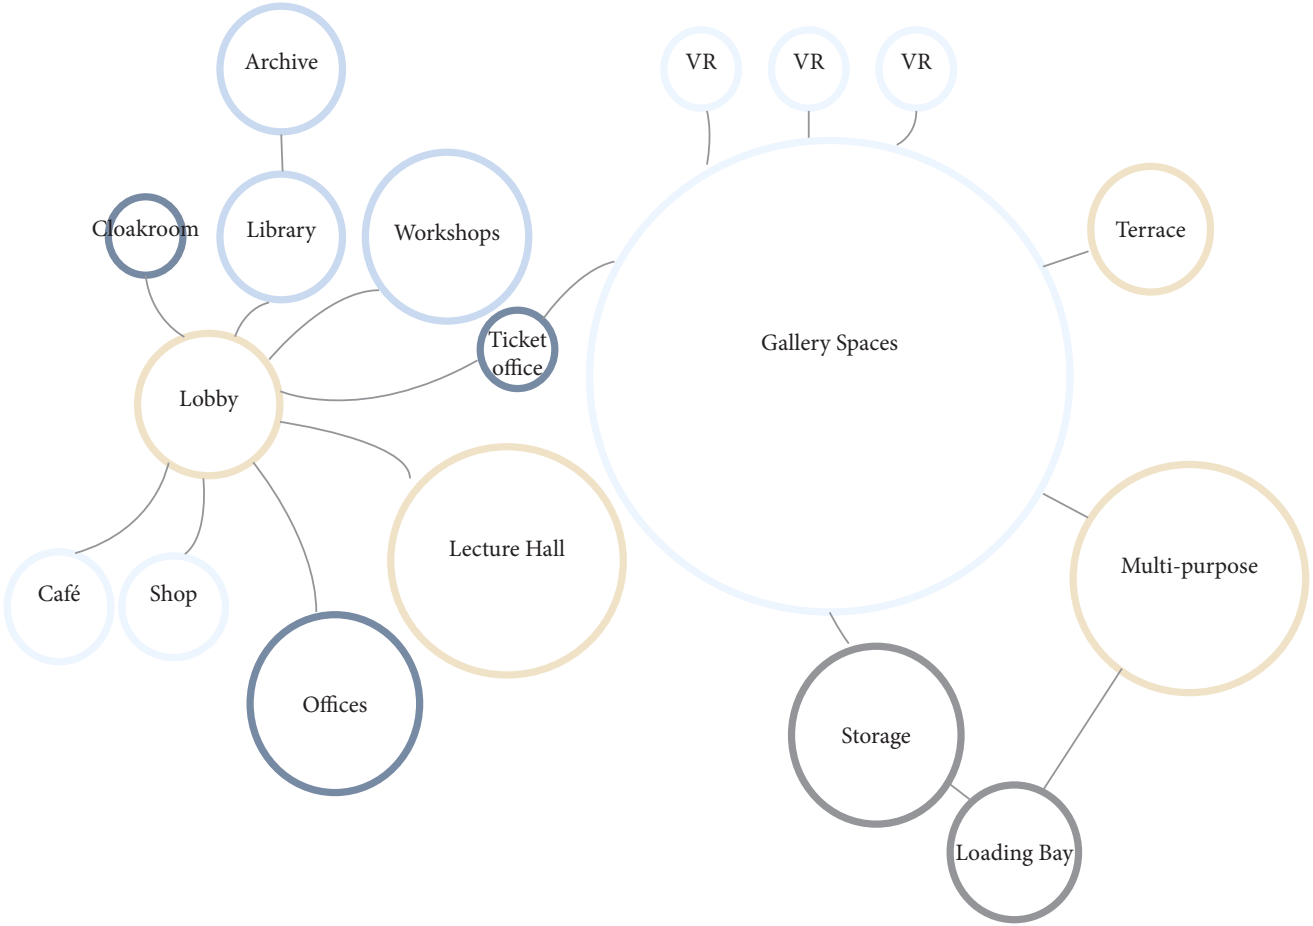 Archive
VR
VR
VR
Cloakroom
Library
Workshops
Terrace
Ticket
office
Gallery Spaces
Lobby
Lecture Hall
Multi-purpose
Café
Shop
Offices
Storage
Loading Bay